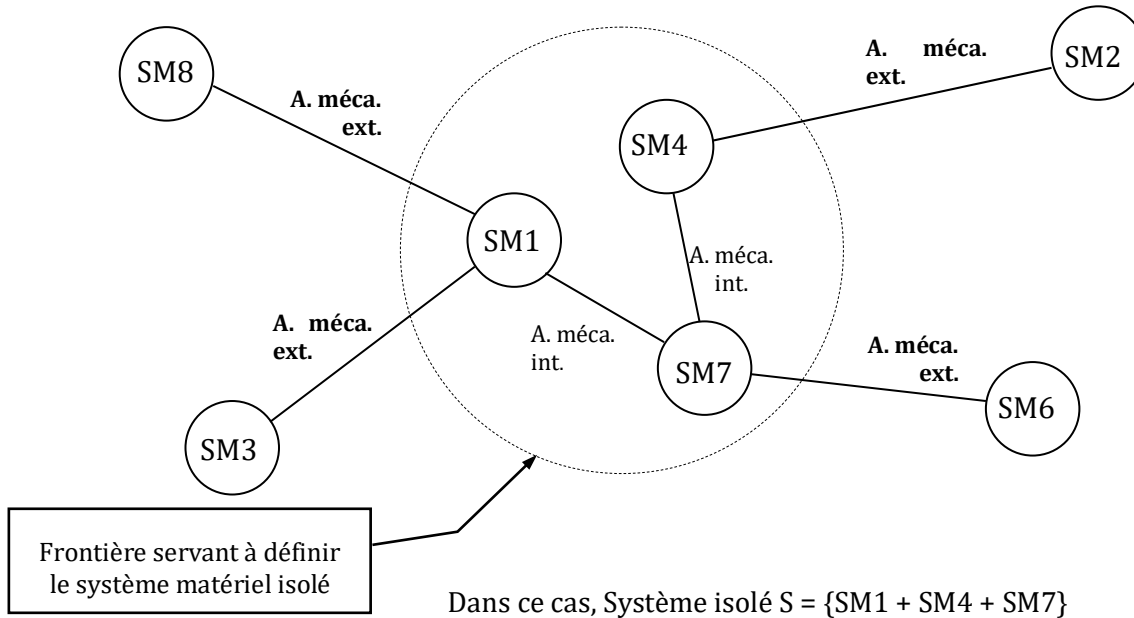 SM8
A. méca.
ext.
A. méca.
ext.
SM2
SM4
SM1
A. méca.
int.
A. méca.
ext.
A. méca.
int.
SM7
A. méca.
ext.
SM6
SM3
Frontière servant à définir
le système matériel isolé
Dans ce cas, Système isolé S = {SM1 + SM4 + SM7}